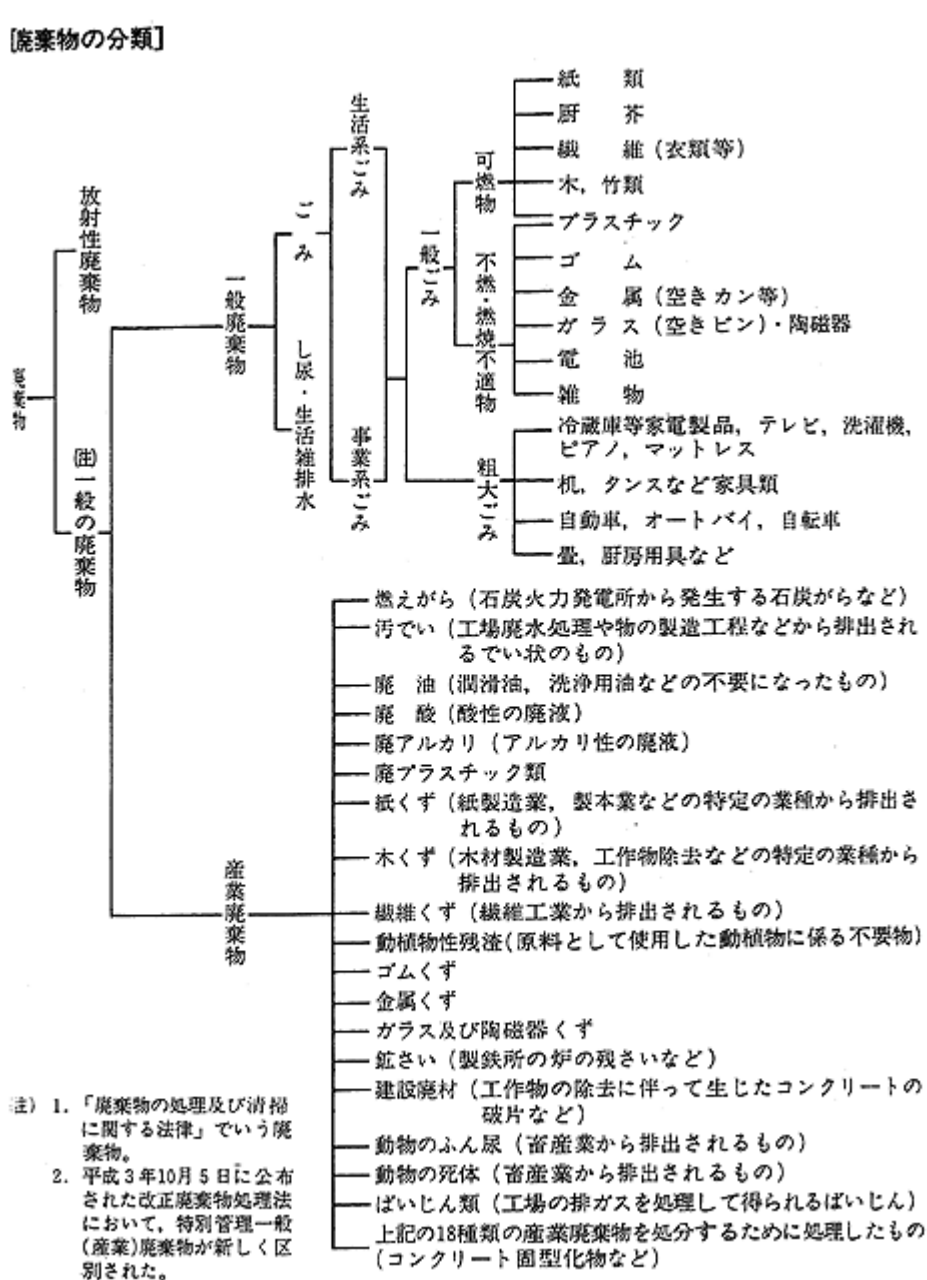 [廃棄物の分類]
廃棄物
放射性廃棄物
(注)一般の廃棄物
一般廃棄物
ごみ
し尿・生活雑排水
生活系ごみ
事業系ごみ
一般ごみ
可燃物
紙　　類
厨　　芥
繊　　維（衣類等）
木，竹類
プラスチック
不燃・燃焼不適物
ゴ　　ム
金　　属（空きカン等）
ガ ラ ス（空きビン）・陶磁器
電　　池
雑　　物
粗大ごみ
冷蔵庫等家電製品，テレビ，洗濯機，
ピアノ，マットレス
机，タンスなど家具類
自動車，オートバイ，自転車
畳，厨房用具など
産業廃棄物
燃えがら（石炭火力発電所から発生する石炭がらなど）
汚でい（工場廃水処理や物の製造工程などから排出され
るでい状のもの）
廃　油（潤滑油，洗浄用油などの不要になったもの）
廃　酸（酸性の廃液）
廃アルカリ（アルカリ性の廃液）
廃プラスチック類
紙くず（紙製造業，製本業などの特定の業種から排出さ
れるもの）
木くず（木材製造業，工作物除去などの特定の業種から
排出されるもの）
繊維くず（繊維工業から排出されるもの）
動植物性残渣(原料として使用した動植物に係る不要物)
ゴムくず
金属くず
ガラス及び陶磁器くず
鉱さい（製鉄所の炉の残さいなど）
建設廃材（工作物の除去に伴って生じたコンクリートの
破片など）
動物のふん尿（畜産業から排出されるもの）
動物の死体（畜産業から排出されるもの）
ばいじん類（工場の排ガスを処理して得られるばいじん）
上記の18種類の産業廃棄物を処分するために処理したもの
（コンクリート固型化物など）
注） 1．「廃棄物の処理及び清掃
に関する法律」でいう廃
棄物。
2．平成3年10月5日に公布
された改正廃棄物処理法
において，特別管理一般
(産業)廃棄物が新しく区
別された。